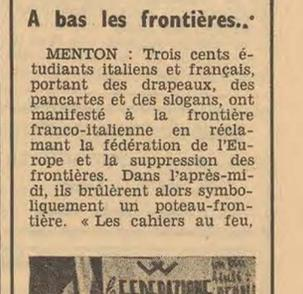 A bas les frontières..·
MENTON : Trois cents é-
tudiants italiens et français,
portant des drapeaux, des
pancartes et des slogans, ont
manifesté à la frontière
franco-italienne en récla-
mant la fédération de l'Eu-
rope et la suppression des
frontières. Dans l'après-mi-
di, ils brûlèrent alors symbo-
liquement un poteau-fron-
tière. « Les cahiers au feu,
FEDERAZIONE